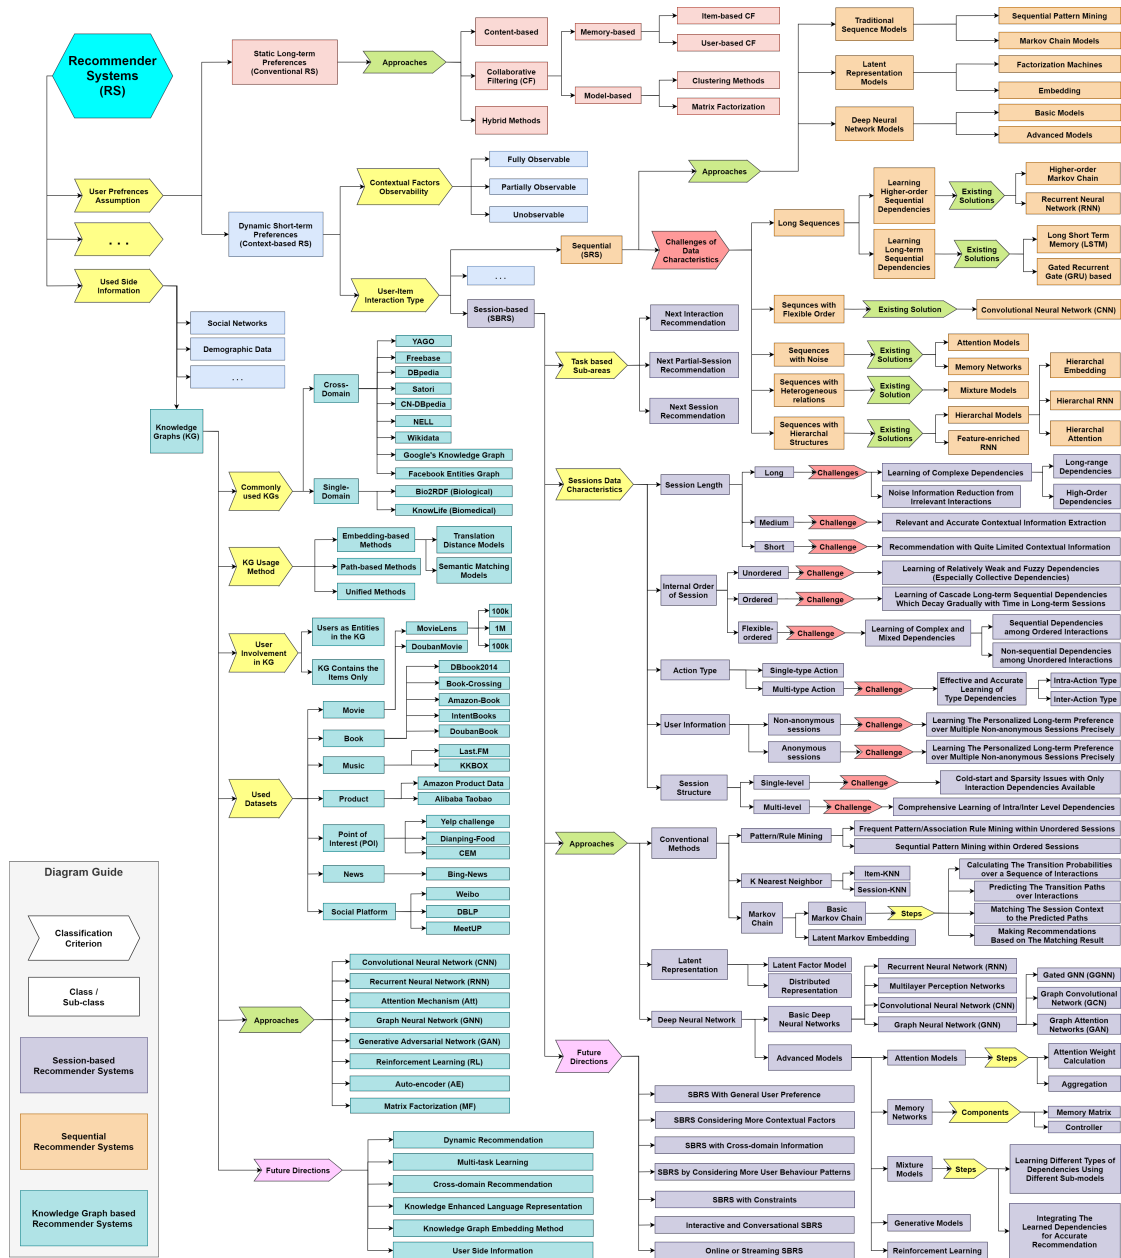 Recommender
Systems
(RS)
User Prefrences
Assumption
. . .
Used Side
Information
Static Long-term
Preferences
(Conventional RS)
Approaches
Content-based
Collaborative
Filtering (CF)
Hybrid Methods
Memory-based
Model-based
Item-based CF
User-based CF
Clustering Methods
Matrix Factorization
Dynamic Short-term
Preferences
(Context-based RS)
Contextual Factors
Observability
Fully Observable
Partially Observable
Unobservable
User-Item
Interaction Type
Sequential
(SRS)
. . .
Session-based
(SBRS)
Approaches
Traditional
Sequence Models
Sequential Pattern Mining
Markov Chain Models
Latent
Representation
Models
Factorization Machines
Embedding
Deep Neural
Network Models
Basic Models
Advanced Models
Challenges of
Data
Characteristics
Long Sequences
Learning
Higher-order
Sequential
Dependencies
Existing
Solutions
Higher-order
Markov Chain
Recurrent Neural
Network (RNN)
Learning
Long-term
Sequential
Dependencies
Existing
Solutions
Long Short Term
Memory (LSTM)
Gated Recurrent
Gate (GRU) based
Sequnces with
Flexible Order
Existing Solution
Convolutional Neural Network (CNN)
Sequences
with Noise
Existing
Solutions
Attention Models
Memory Networks
Sequences with
Heterogeneous
relations
Existing
Solution
Mixture Models
Sequences with
Hierarchal
Structures
Existing
Solutions
Hierarchal Models
Feature-enriched
RNN
Hierarchal
Embedding
Hierarchal RNN
Hierarchal
Attention
Social Networks
Demographic Data
. . .
Knowledge
Graphs (KG)
Commonly
used KGs
Cross-
Domain
YAGO
Freebase
DBpedia
Satori
CN-DBpedia
NELL
Wikidata
Google's Knowledge Graph
Facebook Entities Graph
Single-
Domain
Bio2RDF (Biological)
KnowLife (Biomedical)
KG Usage
Method
Embedding-based
Methods
Translation
Distance Models
Semantic Matching
Models
Path-based Methods
Unified Methods
User
Involvement
in KG
Users as Entities
in the KG
KG Contains the
Items Only
Used
Datasets
Movie
MovieLens
100k
1M
100k
DoubanMovie
Book
DBbook2014
Book-Crossing
Amazon-Book
IntentBooks
DoubanBook
Music
Last.FM
KKBOX
Product
Amazon Product Data
Alibaba Taobao
Point of
Interest (POI)
Yelp challenge
Dianping-Food
CEM
News
Bing-News
Social Platform
Weibo
DBLP
MeetUP
Approaches
Convolutional Neural Network (CNN)
Recurrent Neural Network (RNN)
Attention Mechanism (Att)
Graph Neural Network (GNN)
Generative Adversarial Network (GAN)
Reinforcement Learning (RL)
Auto-encoder (AE)
Matrix Factorization (MF)
Future Directions
Dynamic Recommendation
Multi-task Learning
Cross-domain Recommendation
Knowledge Enhanced Language Representation
Knowledge Graph Embedding Method
User Side Information
Task based
Sub-areas
Next Interaction
Recommendation
Next Partial-Session
Recommendation
Next Session
Recommendation
Sessions Data
Characteristics
Session Length
Long
Challenges
Learning of Complexe Dependencies
Long-range
Dependencies
High-Order
Dependencies
Noise Information Reduction from
Irrelevant Interactions
Medium
Challenge
Relevant and Accurate Contextual Information Extraction
Short
Challenge
Recommendation with Quite Limited Contextual Information
Internal Order
of Session
Unordered
Challenge
Learning of Relatively Weak and Fuzzy Dependencies
(Especially Collective Dependencies)
Ordered
Challenge
Learning of Cascade Long-term Sequential Dependencies
Which Decay Gradually with Time in Long-term Sessions
Flexible-
ordered
Challenge
Learning of Complex and
Mixed Dependencies
Sequential Dependencies
among Ordered Interactions
Non-sequential Dependencies
among Unordered Interactions
Action Type
Single-type Action
Multi-type Action
Challenge
Effective and Accurate
Learning of
Type Dependencies
Intra-Action Type
Inter-Action Type
User Information
Non-anonymous
sessions
Challenge
Learning The Personalized Long-term Preference
over Multiple Non-anonymous Sessions Precisely
Anonymous
sessions
Challenge
Learning The Personalized Long-term Preference
over Multiple Non-anonymous Sessions Precisely
Session
Structure
Single-level
Challenge
Cold-start and Sparsity Issues with Only
Interaction Dependencies Available
Multi-level
Challenge
Comprehensive Learning of Intra/Inter Level Dependencies
Approaches
Conventional
Methods
Pattern/Rule Mining
Frequent Pattern/Association Rule Mining within Unordered Sessions
Sequntial Pattern Mining within Ordered Sessions
K Nearest Neighbor
Item-KNN
Session-KNN
Markov
Chain
Basic
Markov Chain
Steps
Calculating The Transition Probabilities
over a Sequence of Interactions
Predicting The Transition Paths
over Interactions
Matching The Session Context
to the Predicted Paths
Making Recommendations
Based on The Matching Result
Latent Markov Embedding
Latent
Representation
Latent Factor Model
Distributed
Representation
Deep Neural Network
Basic Deep
Neural Networks
Recurrent Neural Network (RNN)
Multilayer Perception Networks
Convolutional Neural Network (CNN)
Graph Neural Network (GNN)
Gated GNN (GGNN)
Graph Convolutional
Network (GCN)
Graph Attention
Networks (GAN)
Advanced Models
Attention Models
Steps
Attention Weight
Calculation
Aggregation
Memory
Networks
Components
Memory Matrix
Controller
Mixture
Models
Steps
Learning Different Types of
Dependencies Using
Different Sub-models
Integrating The
Learned Dependencies
for Accurate
Recommendation
Generative Models
Reinforcement Learning
Future
Directions
SBRS With General User Preference
SBRS Considering More Contextual Factors
SBRS with Cross-domain Information
SBRS by Considering More User Behaviour Patterns
SBRS with Constraints
Interactive and Conversational SBRS
Online or Streaming SBRS
Diagram Guide
Classification
Criterion
Class /
Sub-class
Session-based
Recommender Systems
Sequential
Recommender Systems
Knowledge Graph based
Recommender Systems